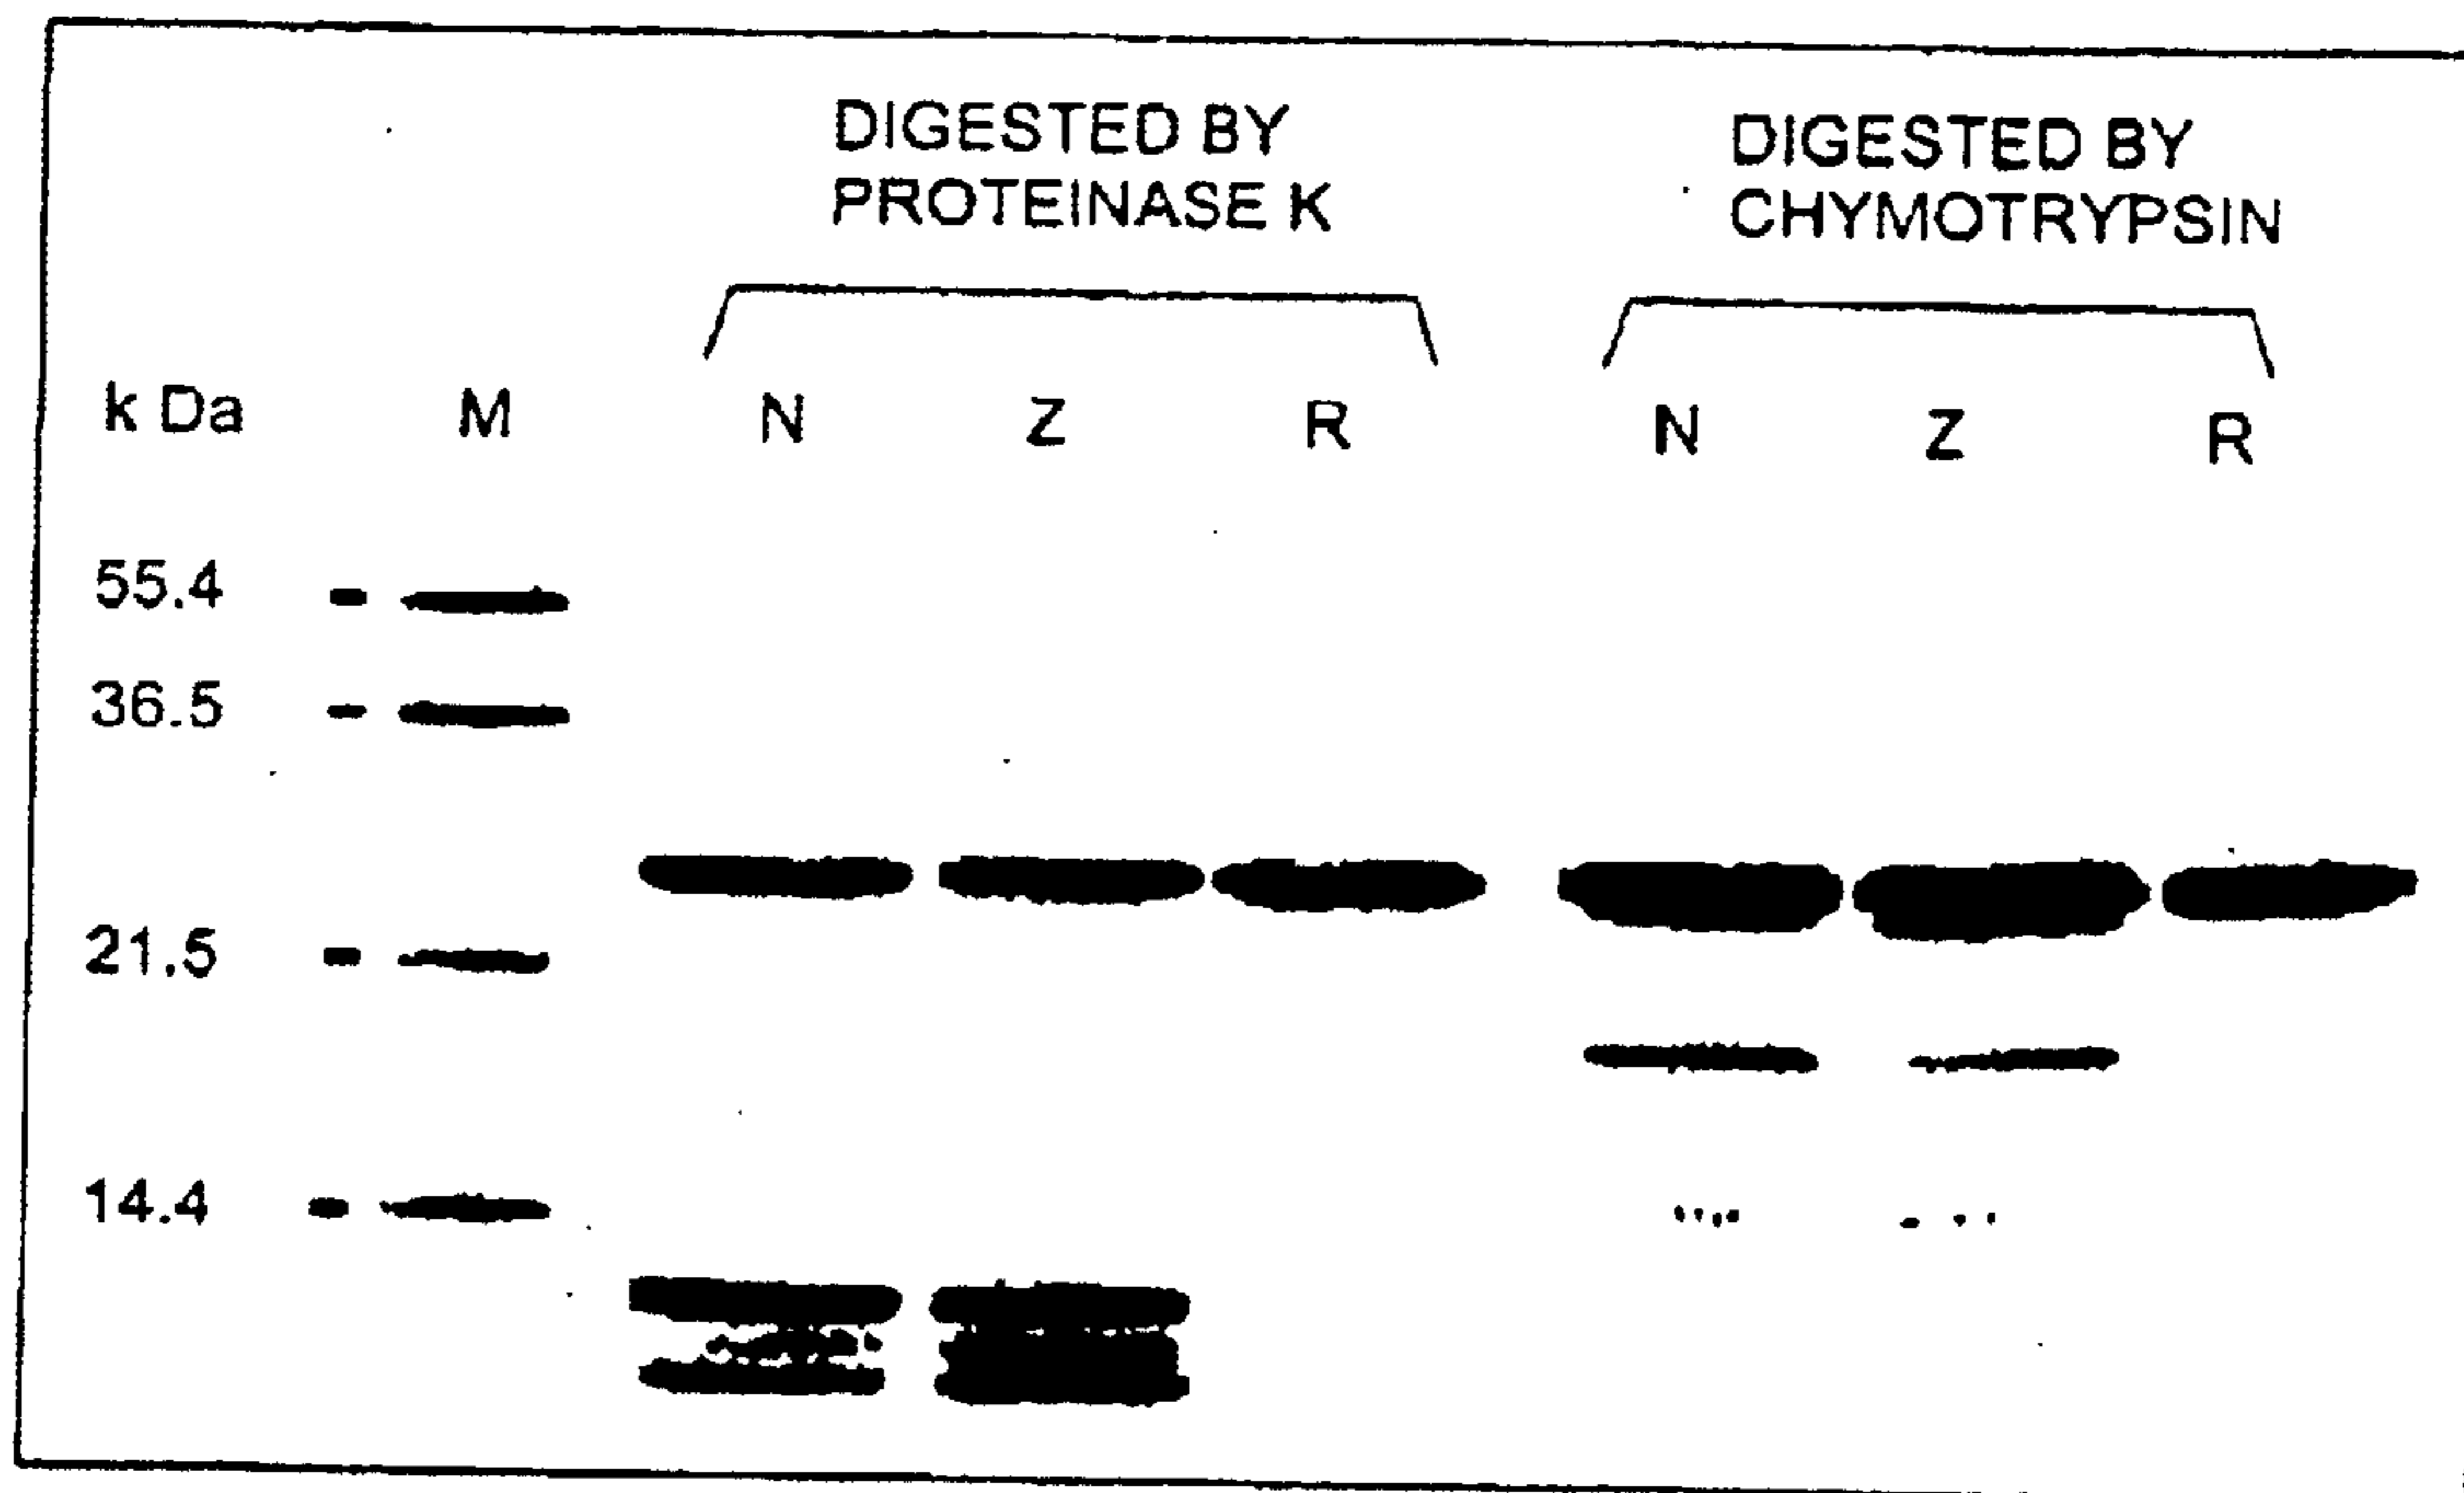 DIGESTED BY
PROTEINASE K
DIGESTED BY
CHYMOTRYPSIN
k Da M N Z R N Z R
55.4
36.5
21.5
14.4